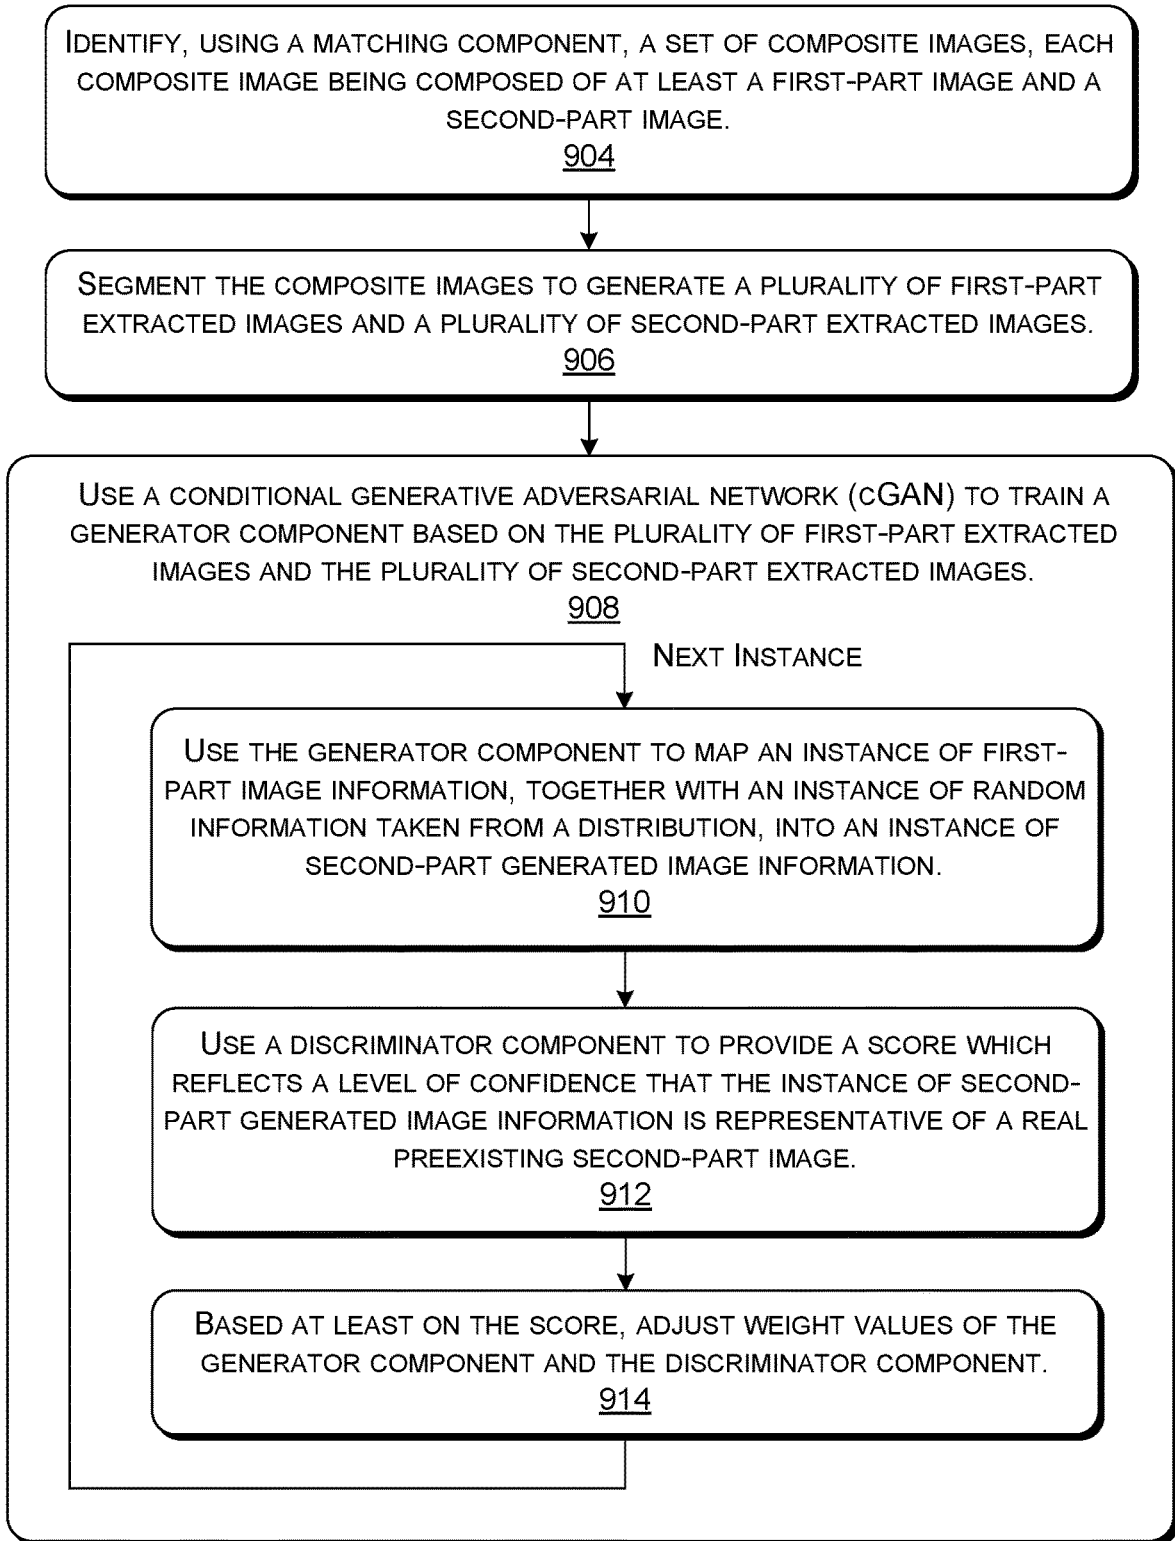 IDENTIFY, USING A MATCHING COMPONENT, A SET OF COMPOSITE IMAGES, EACH
COMPOSITE IMAGE BEING COMPOSED OF AT LEAST A FIRST-PART IMAGE AND A
SECOND-PART IMAGE.
904
SEGMENT THE COMPOSITE IMAGES TO GENERATE A PLURALITY OF FIRST-PART
EXTRACTED IMAGES AND A PLURALITY OF SECOND-PART EXTRACTED IMAGES.
906
USE A CONDITIONAL GENERATIVE ADVERSARIAL NETWORK (CGAN) TO TRAIN A
GENERATOR COMPONENT BASED ON THE PLURALITY OF FIRST-PART EXTRACTED
IMAGES AND THE PLURALITY OF SECOND-PART EXTRACTED IMAGES.
908
NEXT INSTANCE
USE THE GENERATOR COMPONENT TO MAP AN INSTANCE OF FIRST-
PART IMAGE INFORMATION, TOGETHER WITH AN INSTANCE OF RANDOM
INFORMATION TAKEN FROM A DISTRIBUTION, INTO AN INSTANCE OF
SECOND-PART GENERATED IMAGE INFORMATION.
910
USE A DISCRIMINATOR COMPONENT TO PROVIDE A SCORE WHICH
REFLECTS A LEVEL OF CONFIDENCE THAT THE INSTANCE OF SECOND-
PART GENERATED IMAGE INFORMATION IS REPRESENTATIVE OF A REAL
PREEXISTING SECOND-PART IMAGE.
912
BASED AT LEAST ON THE SCORE, ADJUST WEIGHT VALUES OF THE
GENERATOR COMPONENT AND THE DISCRIMINATOR COMPONENT.
914